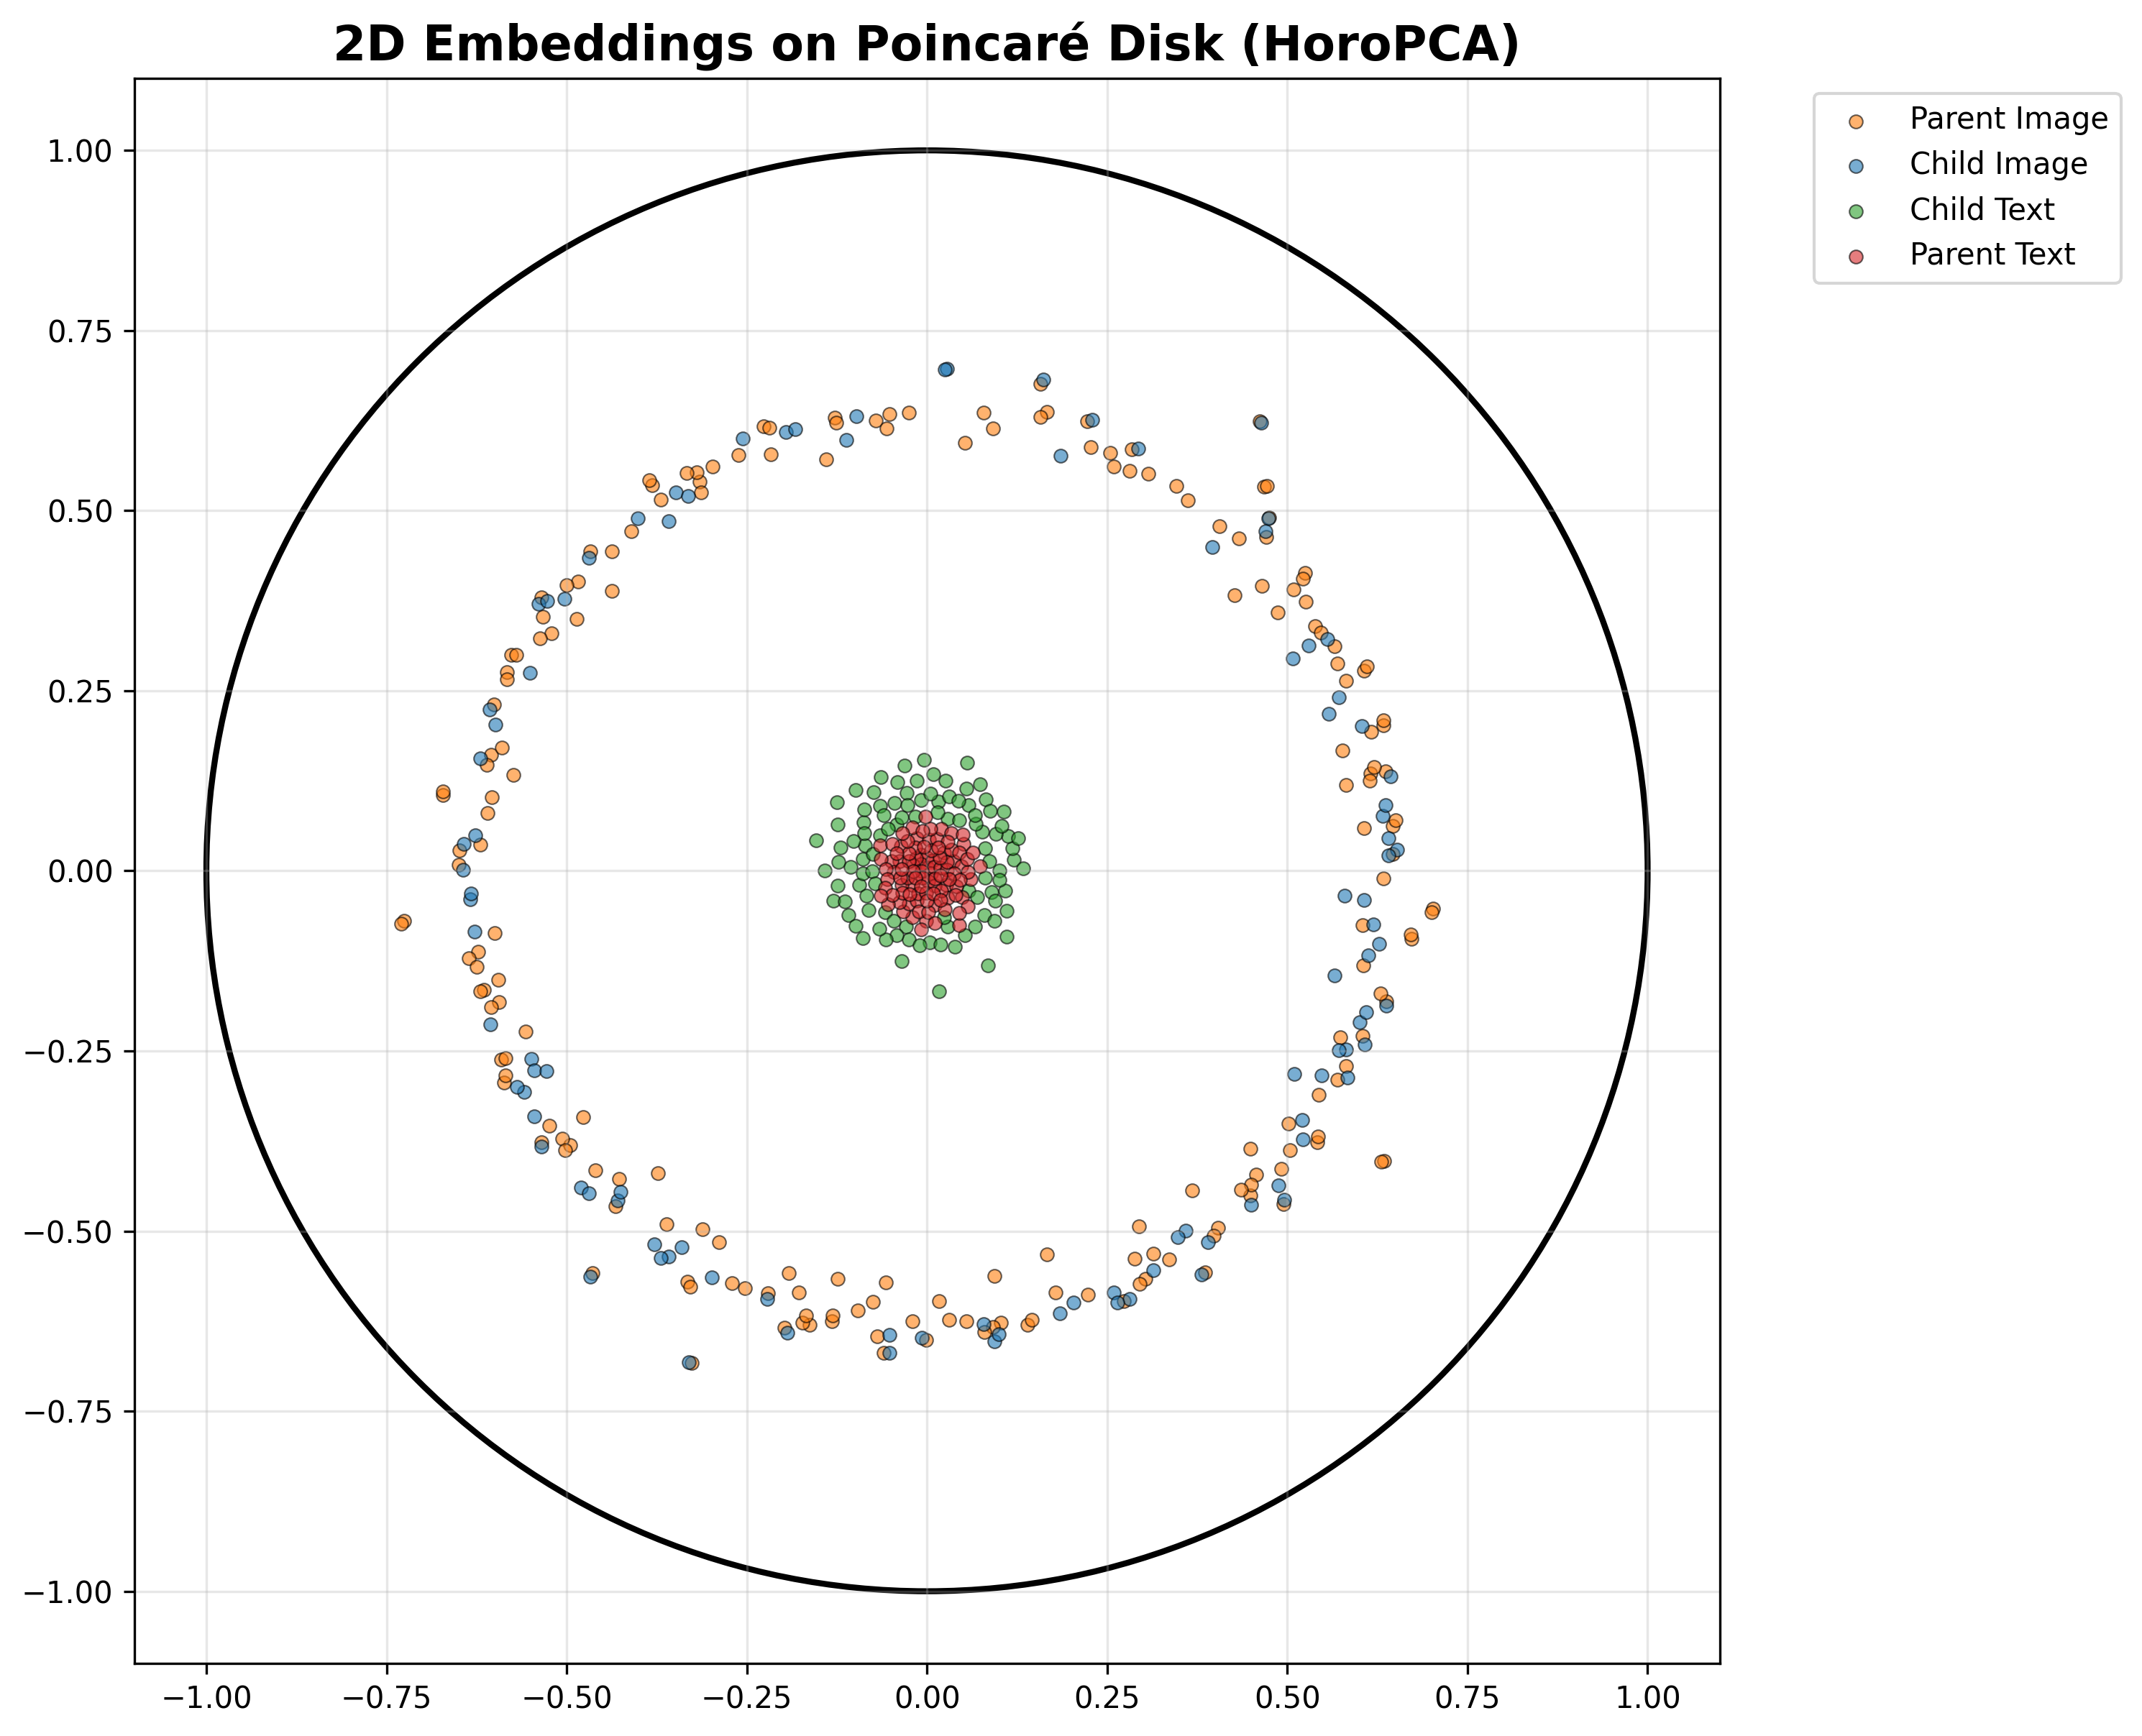 2D Embeddings on Poincaré Disk (HoroPCA)
Parent Image
Child Image
Child Text
Parent Text
1.00
0.75
0.50
0.25
0.00
−0.25
−0.50
−0.75
−1.00
−1.00 −0.75 −0.50 −0.25 0.00 0.25 0.50 0.75 1.00